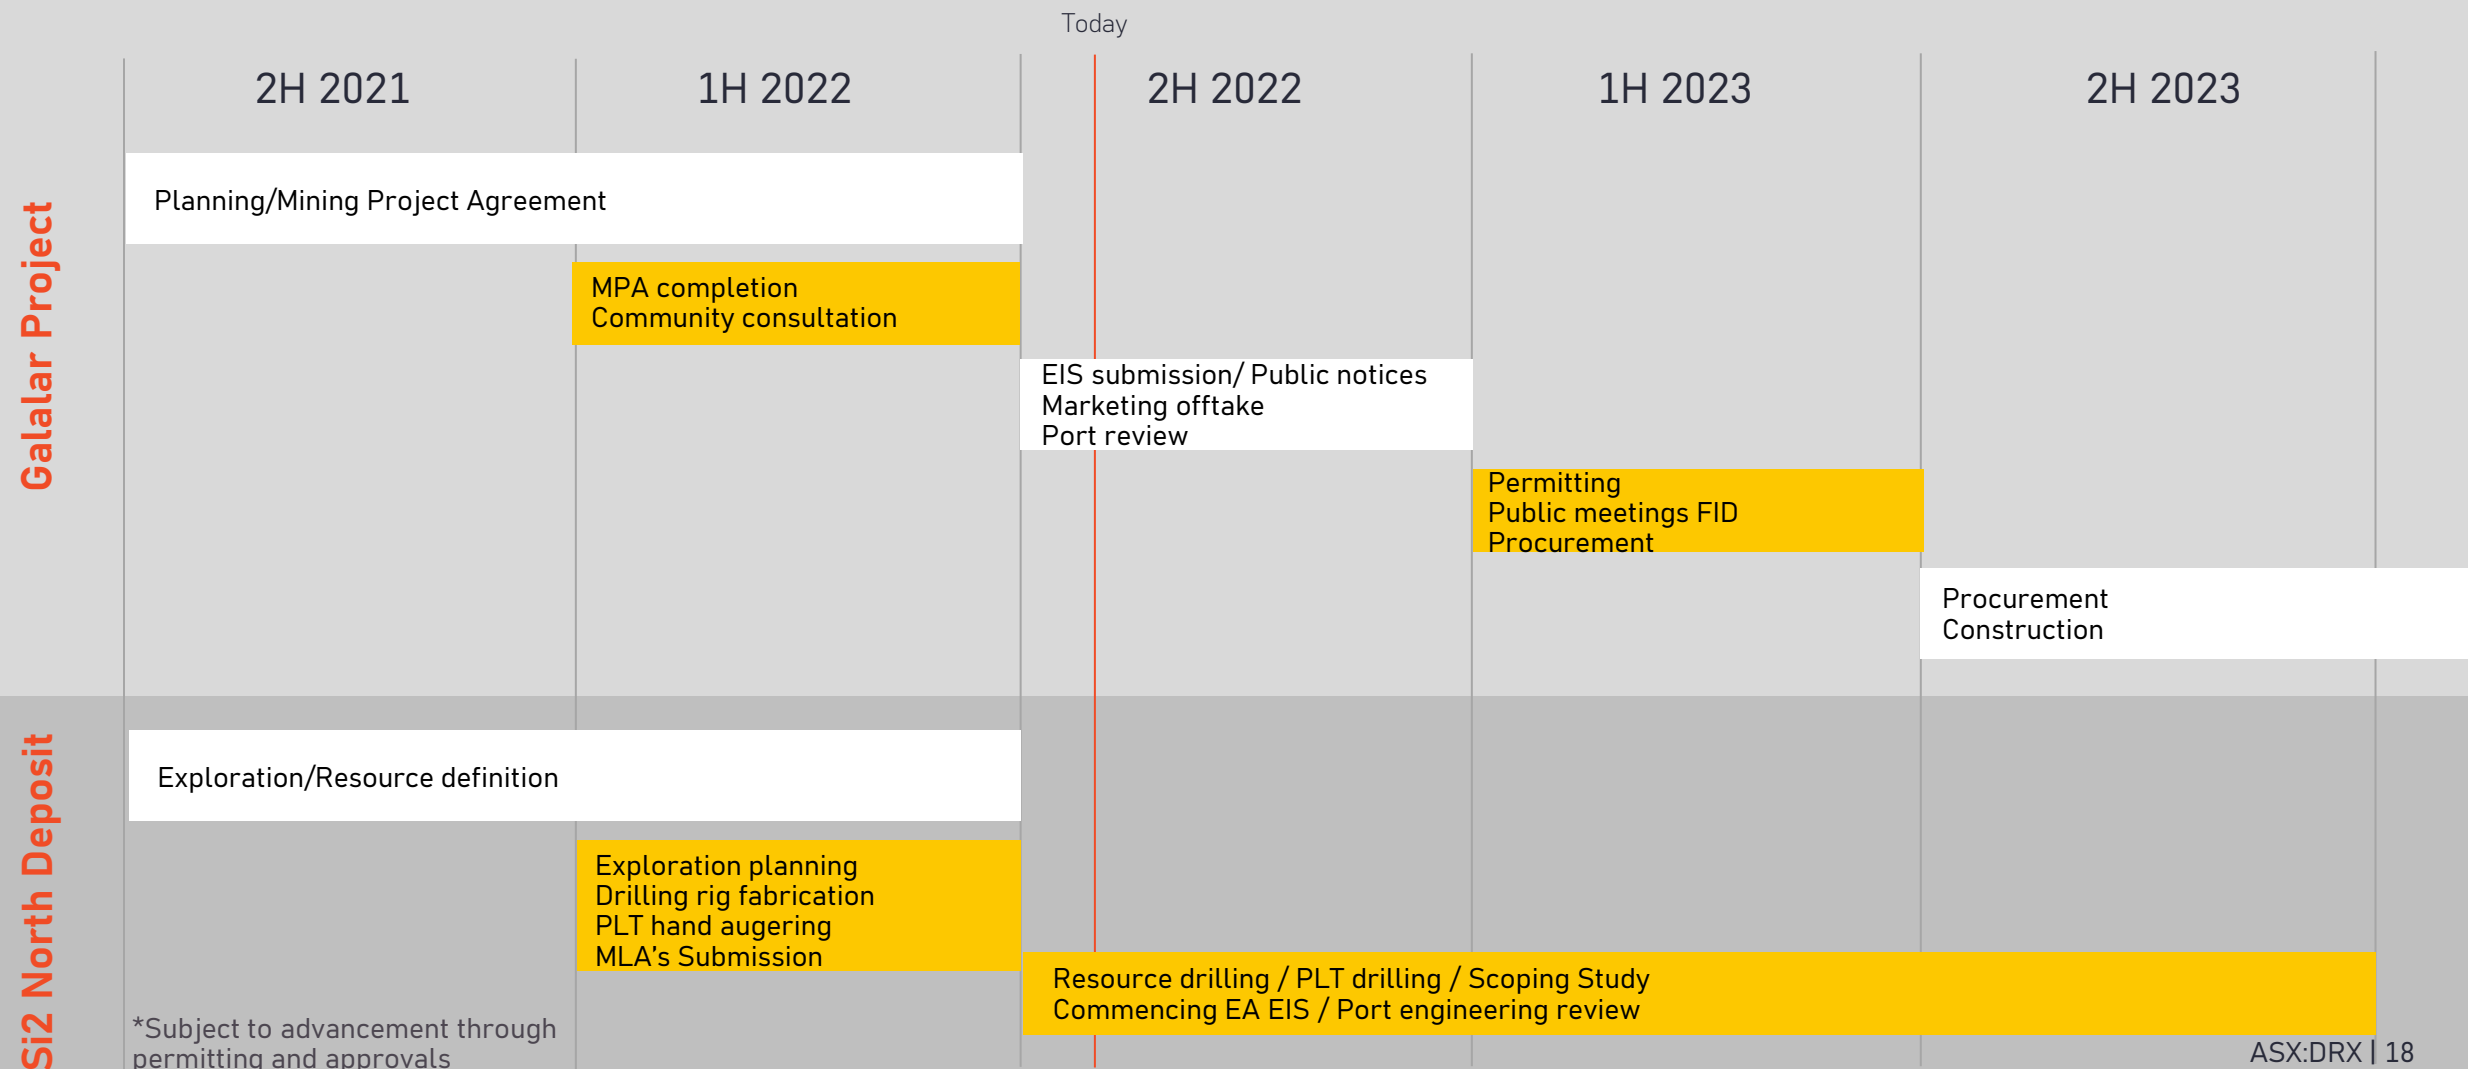 Today
2H 2021
1H 2022
2H 2022
1H 2023
2H 2023
Galalar Project
Planning/Mining Project Agreement
MPA completion
Community consultation
EIS submission/ Public notices
Marketing offtake
Port review
Permitting
Public meetings FID
Procurement
Procurement
Construction
Si2 North Deposit
Exploration/Resource definition
Exploration planning
Drilling rig fabrication
PLT hand augering
MLA’s Submission
Resource drilling / PLT drilling / Scoping Study
Commencing EA EIS / Port engineering review
*Subject to advancement through
permitting and approvals
ASX:DRX | 18